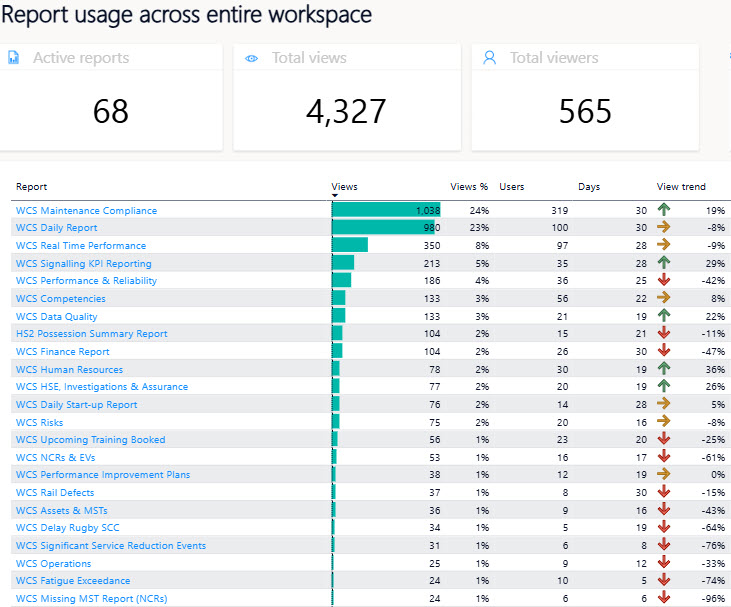 Report usage across entire workspace
Active reports Total views Total viewers
68 4,327 565
Report Views Views % Users Days View trend
WCS Maintenance Compliance 1,038 24% 319 30 19%
WCS Daily Report 980 23% 100 30 -8%
WCS Real Time Performance 350 8% 97 28 -9%
WCS Signalling KPI Reporting 213 5% 35 28 29%
WCS Performance & Reliability 186 4% 36 25 -42%
WCS Competencies 133 3% 56 22 8%
WCS Data Quality 133 3% 21 19 22%
HS2 Possession Summary Report 104 2% 15 21 -11%
WCS Finance Report 104 2% 26 30 -47%
WCS Human Resources 78 2% 30 19 36%
WCS HSE, Investigations & Assurance 77 2% 20 19 26%
WCS Daily Start-up Report 76 2% 14 28 5%
WCS Risks 75 2% 20 16 -8%
WCS Upcoming Training Booked 56 1% 23 20 -25%
WCS NCRs & EVs 53 1% 16 17 -61%
WCS Performance Improvement Plans 38 1% 12 19 0%
WCS Rail Defects 37 1% 8 30 -15%
WCS Assets & MSTs 36 1% 9 16 -43%
WCS Delay Rugby SCC 34 1% 5 19 -64%
WCS Significant Service Reduction Events 31 1% 6 8 -76%
WCS Operations 25 1% 9 12 -33%
WCS Fatigue Exceedance 24 1% 10 5 -74%
WCS Missing MST Report (NCRs) 24 1% 6 6 -96%